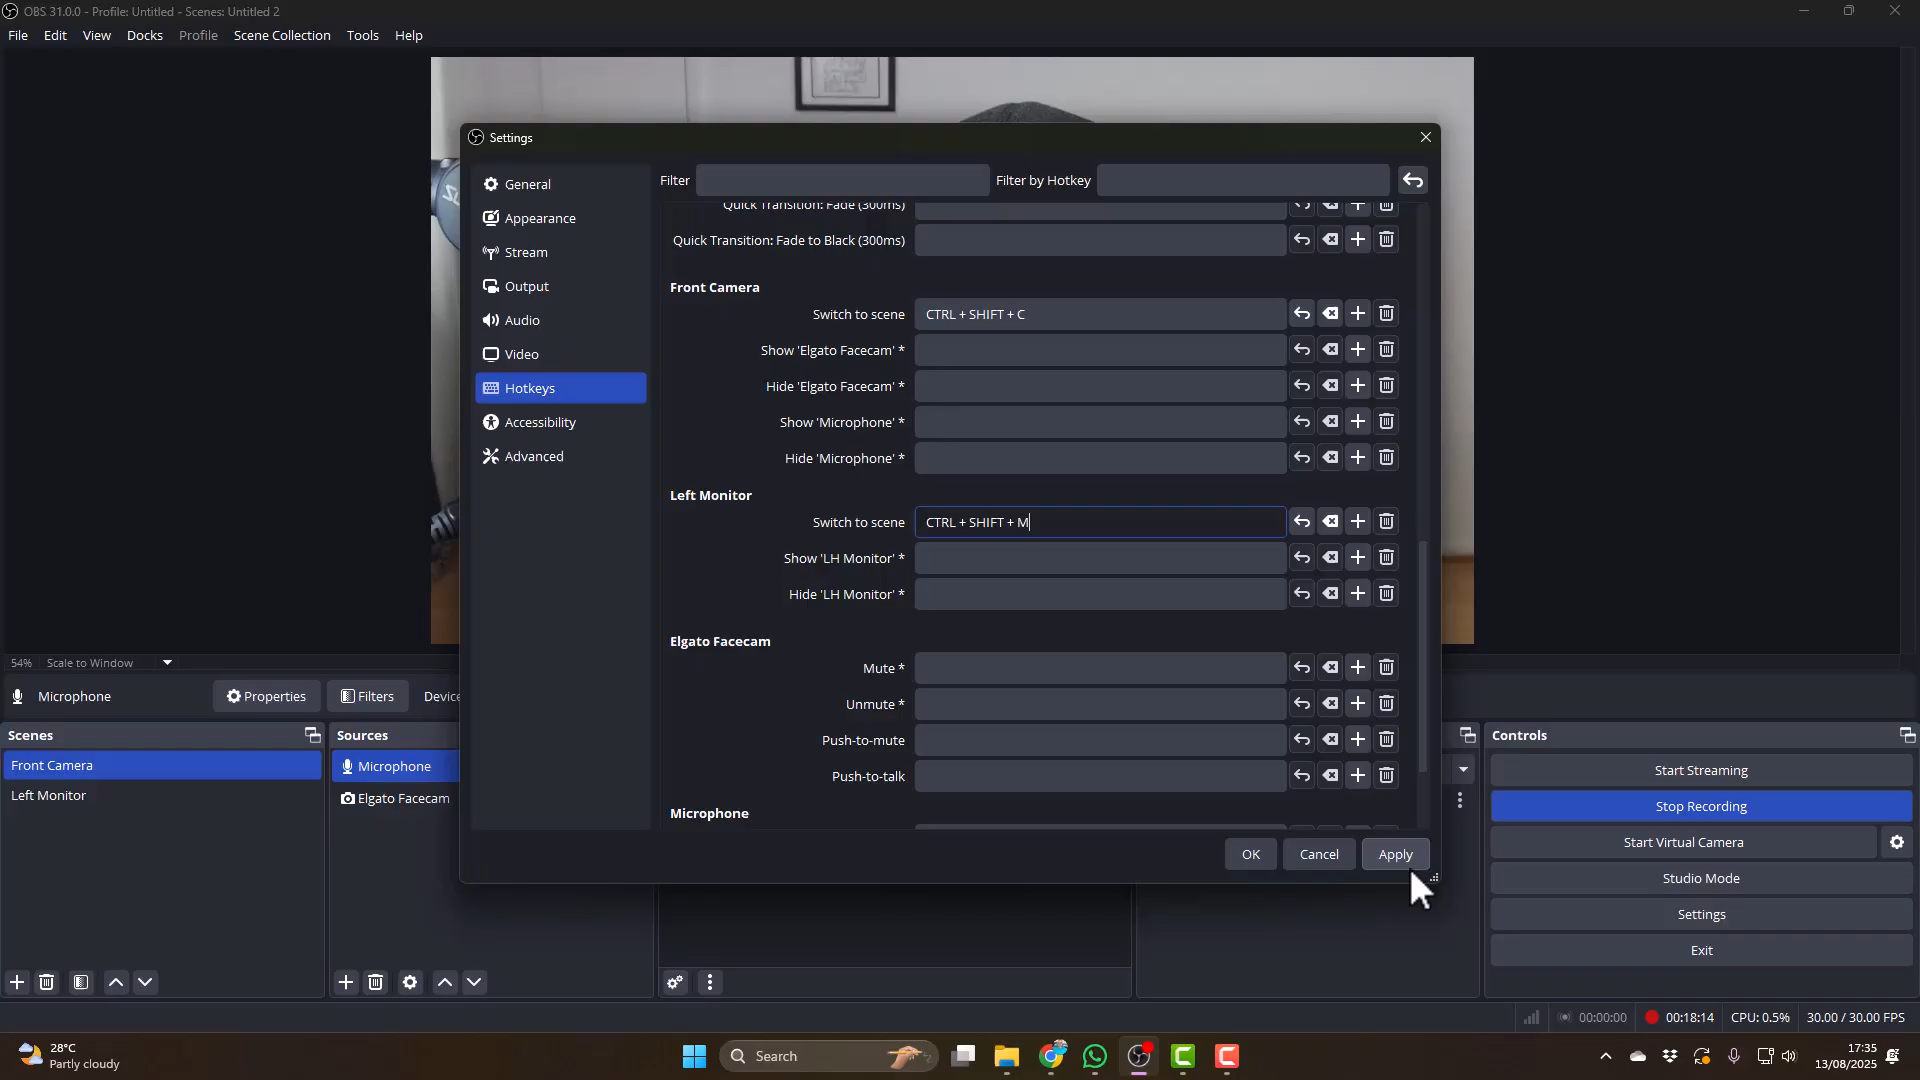 OBS 31.0.0 - Profile: Untitled - Scenes: Untitled 2
File Edit View Docks Profile Scene Collection Tools Help
Settings
General
Appearance
Stream
Output
Audio
Video
Hotkeys
Accessibility
Advanced
Filter Filter by Hotkey
Quick Transition: Fade (300ms)
Quick Transition: Fade to Black (300ms)
Front Camera
Switch to scene CTRL + SHIFT + C
Show 'Elgato Facecam' *
Hide 'Elgato Facecam' *
Show 'Microphone' *
Hide 'Microphone' *
Left Monitor
Switch to scene CTRL + SHIFT + M
Show 'LH Monitor' *
Hide 'LH Monitor' *
Elgato Facecam
Mute *
Unmute *
Push-to-mute
Push-to-talk
Microphone
OK Cancel Apply
54% Scale to Window
Microphone Properties Filters Device
Scenes
Front Camera
Left Monitor
Sources
Microphone
Elgato Facecam
Controls
Start Streaming
Stop Recording
Start Virtual Camera
Studio Mode
Settings
Exit
00:00:00 00:18:14 CPU: 0.5% 30.00 / 30.00 FPS
28°C
Partly cloudy
Search
17:35
13/08/2025